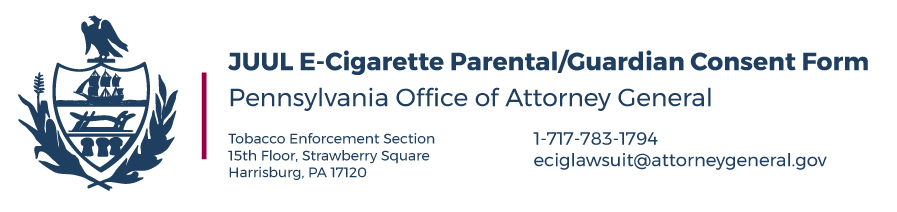 JUUL E-Cigarette Parental/Guardian Consent Form
Pennsylvania Office of Attorney General
Tobacco Enforcement Section
15th Floor, Strawberry Square
Harrisburg, PA 17120
1-717-783-1794
eciglawsuit@attorneygeneral.gov